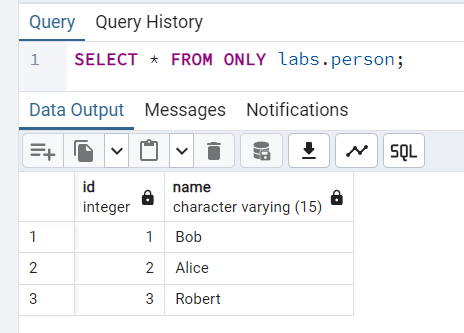 Query Query History
1 SELECT * FROM ONLY labs.person;
Data Output Messages Notifications
SQL
id name
integer character varying (15)
1 1 Bob
2 2 Alice
3 3 Robert